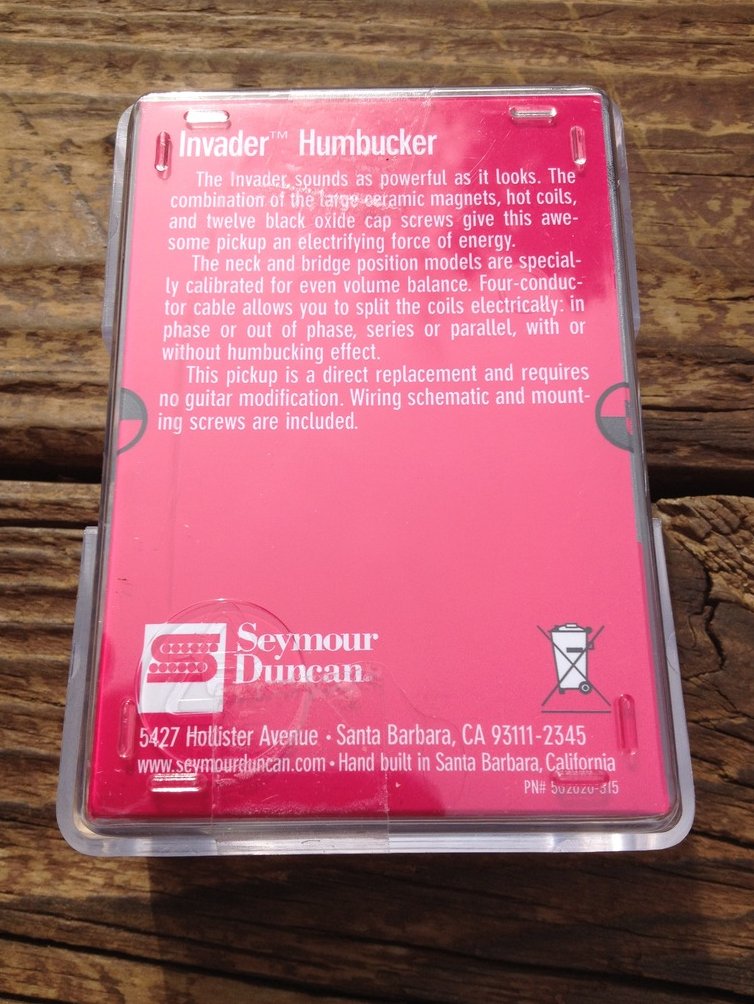 Invader™ Humbucker
The Invader sounds as powerful as it looks. The
combination of the large ceramic magnets, hot coils,
and twelve black oxide cap screws give this awe-
some pickup an electrifying force of energy.
The neck and bridge position models are special-
ly calibrated for even volume balance. Four-conduc-
tor cable allows you to split the coils electrically: in
phase or out of phase, series or parallel, with or
without humbucking effect.
This pickup is a direct replacement and requires
no guitar modification. Wiring schematic and mount-
ing screws are included.
Seymour
Duncan
5427 Hollister Avenue • Santa Barbara, CA 93111-2345
www.seymourduncan.com • Hand built in Santa Barbara, California
PN# 502020-315